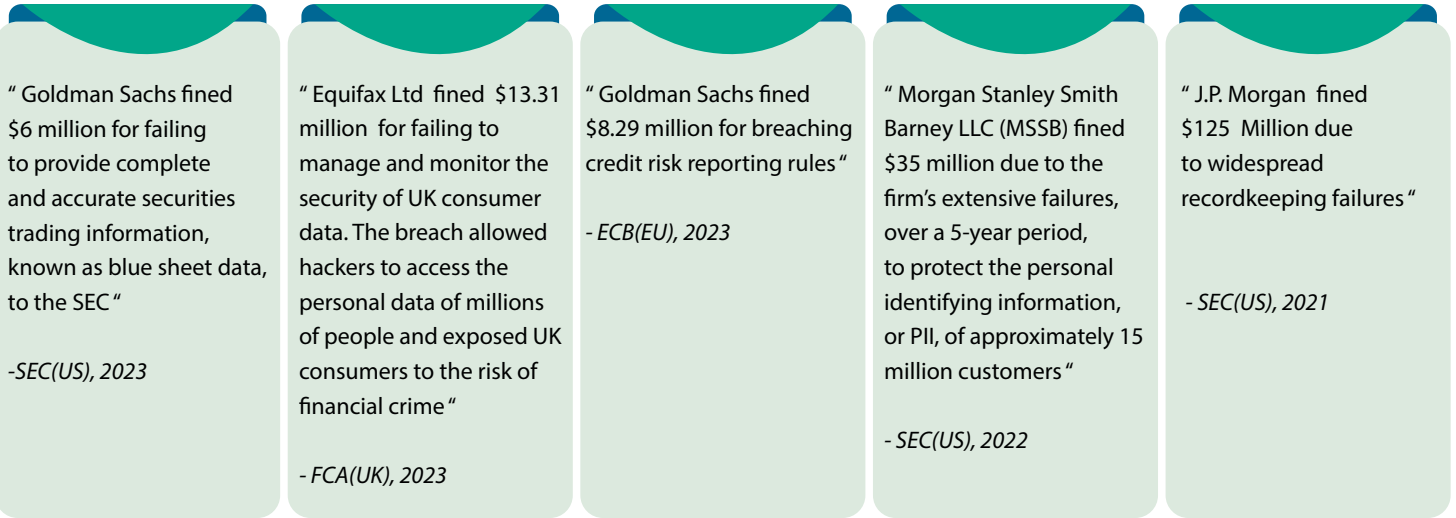 “ Goldman Sachs fined
$6 million for failing
to provide complete
and accurate securities
trading information,
known as blue sheet data,
to the SEC “
-SEC(US), 2023
“ Equifax Ltd fined $13.31
million for failing to
manage and monitor the
security of UK consumer
data. The breach allowed
hackers to access the
personal data of millions
of people and exposed UK
consumers to the risk of
financial crime “
- FCA(UK), 2023
“ Goldman Sachs fined
$8.29 million for breaching
credit risk reporting rules “
- ECB(EU), 2023
“ Morgan Stanley Smith
Barney LLC (MSSB) fined
$35 million due to the
firm’s extensive failures,
over a 5-year period,
to protect the personal
identifying information,
or PII, of approximately 15
million customers “
- SEC(US), 2022
“ J.P. Morgan fined
$125 Million due
to widespread
recordkeeping failures “
- SEC(US), 2021